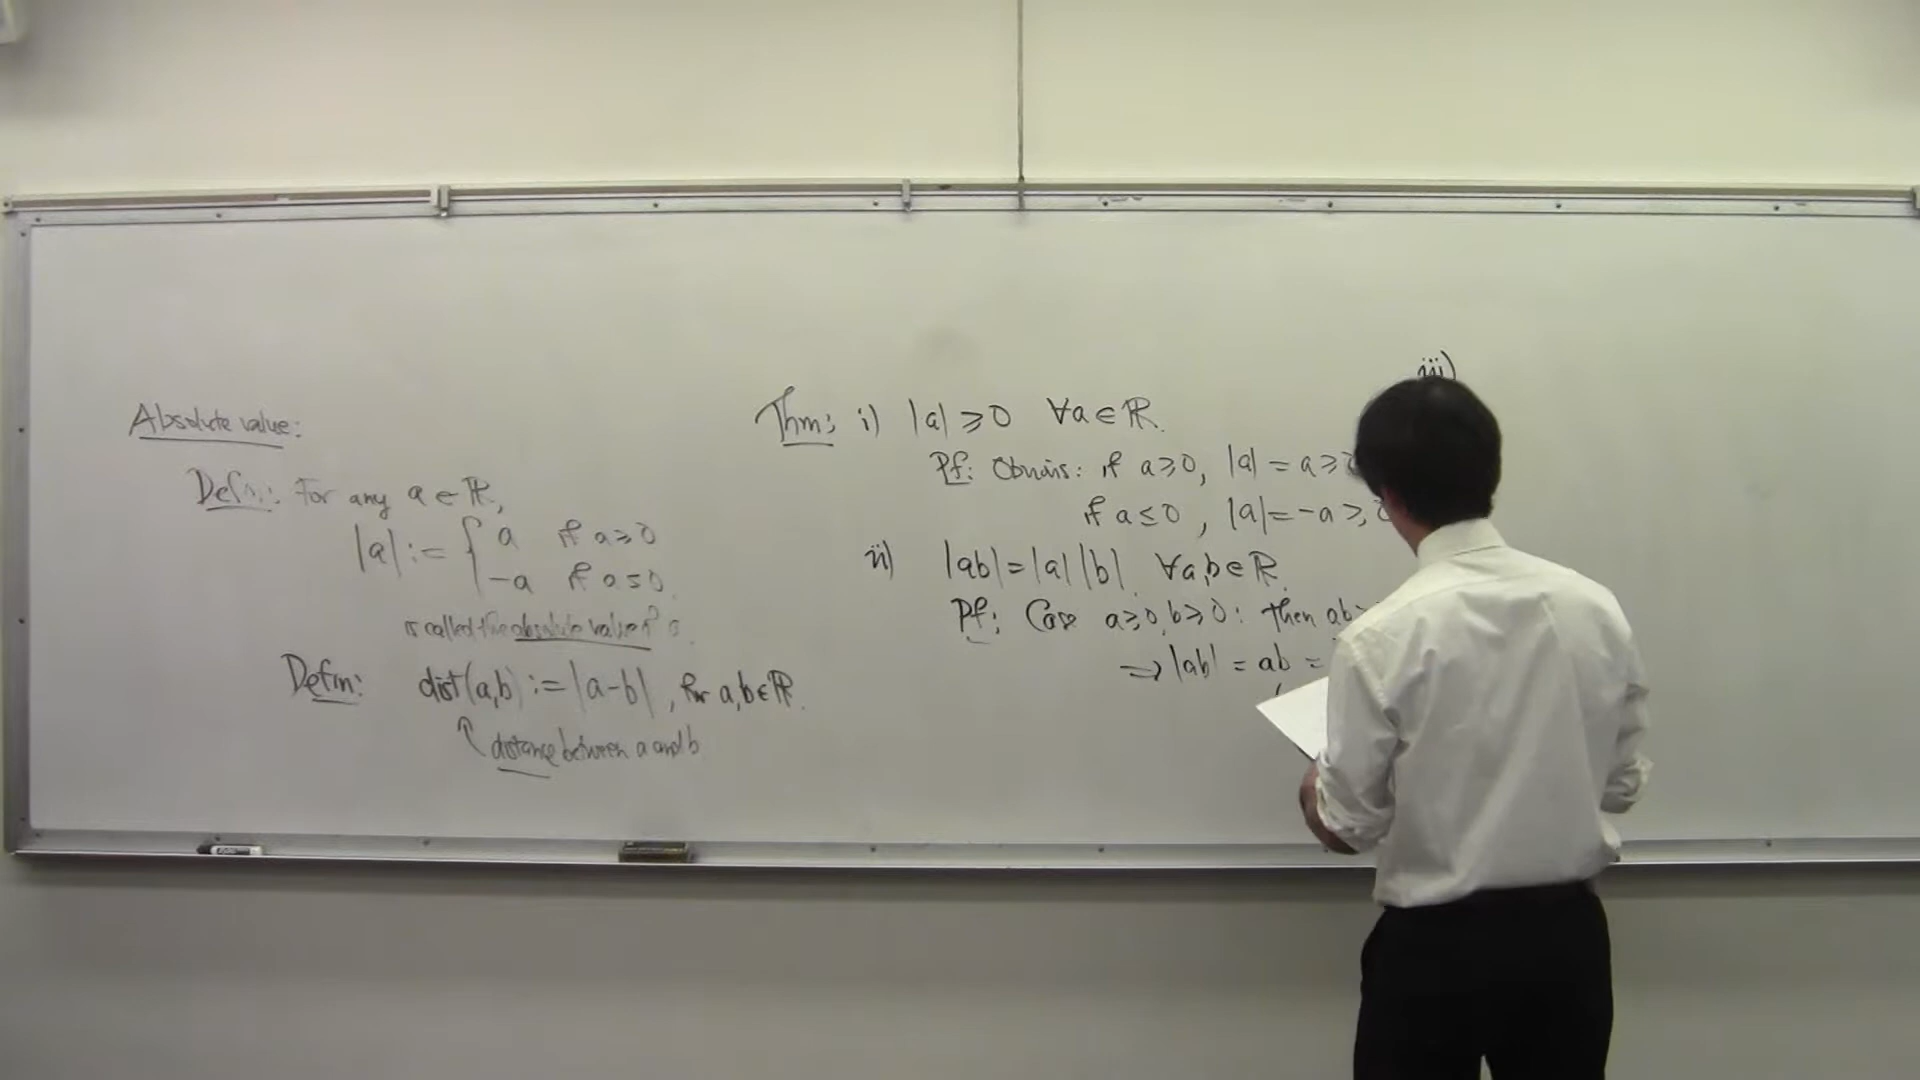 Absolute value:
Defn.: For any a ∈ ℝ,
|a| := { a if a ≥ 0
-a if a ≤ 0.
is called the absolute value of a.
Defn: dist(a,b) := |a-b|, for a,b ∈ ℝ.
↑ distance between a and b
Thm: i) |a| ≥ 0 ∀a ∈ ℝ.
Pf: Obvious: if a ≥ 0, |a| = a ≥
if a ≤ 0, |a| = -a ≥
ii) |ab| = |a| |b| ∀a,b ∈ ℝ.
Pf: Case a ≥ 0, b ≥ 0: then ab
⇒ |ab| = ab =
iii)